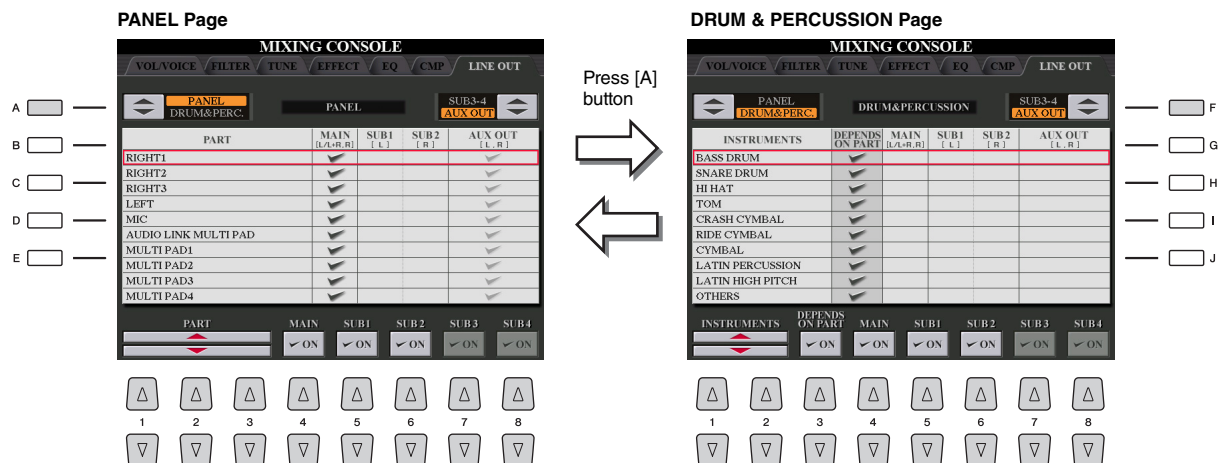 PANEL Page
MIXING CONSOLE
VOL/VOICE FILTER TUNE EFFECT EQ CMP LINE OUT
PANEL
DRUM&PERC.
PANEL
SUB3-4
AUX OUT
PART MAIN [L/L+R,R] SUB1 [L] SUB2 [R] AUX OUT [L,R]
RIGHT1
RIGHT2
RIGHT3
LEFT
MIC
AUDIO LINK MULTI PAD
MULTI PAD1
MULTI PAD2
MULTI PAD3
MULTI PAD4
PART MAIN SUB1 SUB2 SUB3 SUB4
ON ON ON ON ON
A
B
C
D
E
1 2 3 4 5 6 7 8
Press [A]
button
DRUM & PERCUSSION Page
MIXING CONSOLE
VOL/VOICE FILTER TUNE EFFECT EQ CMP LINE OUT
PANEL
DRUM&PERC.
DRUM&PERCUSSION
SUB3-4
AUX OUT
INSTRUMENTS DEPENDS ON PART MAIN [L/L+R,R] SUB1 [L] SUB2 [R] AUX OUT [L,R]
BASS DRUM
SNARE DRUM
HI HAT
TOM
CRASH CYMBAL
RIDE CYMBAL
CYMBAL
LATIN PERCUSSION
LATIN HIGH PITCH
OTHERS
INSTRUMENTS DEPENDS ON PART MAIN SUB1 SUB2 SUB3 SUB4
ON ON ON ON ON ON
F
G
H
I
J
1 2 3 4 5 6 7 8